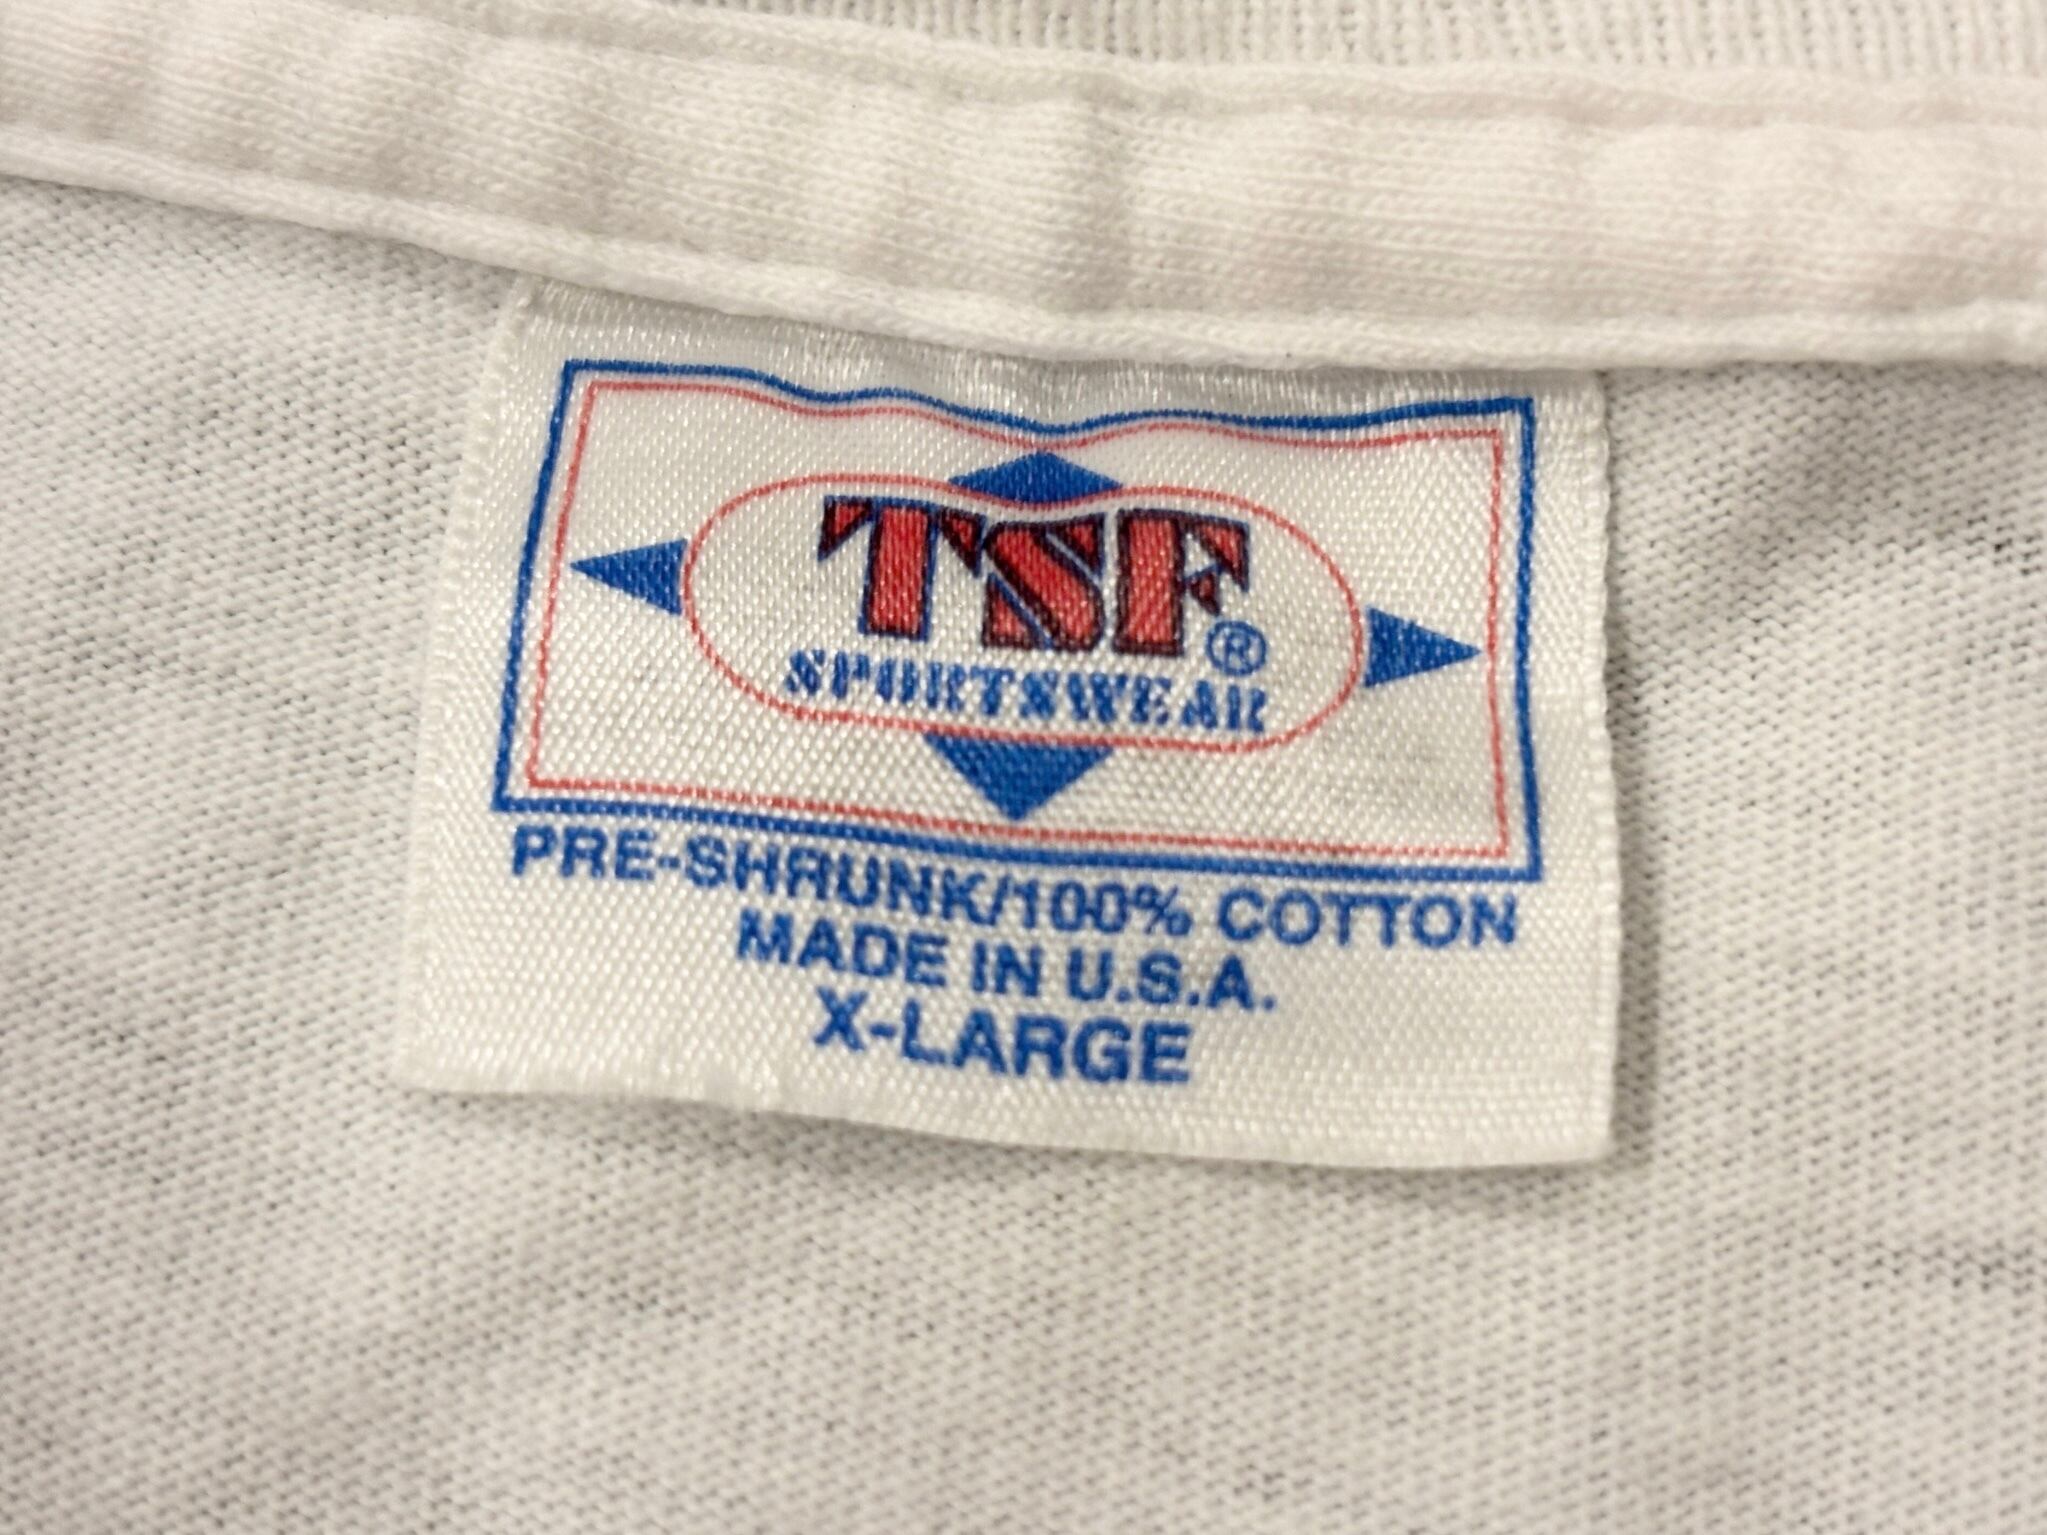 TSF®
SPORTSWEAR
PRE-SHRUNK/100% COTTON
MADE IN U.S.A.
X-LARGE